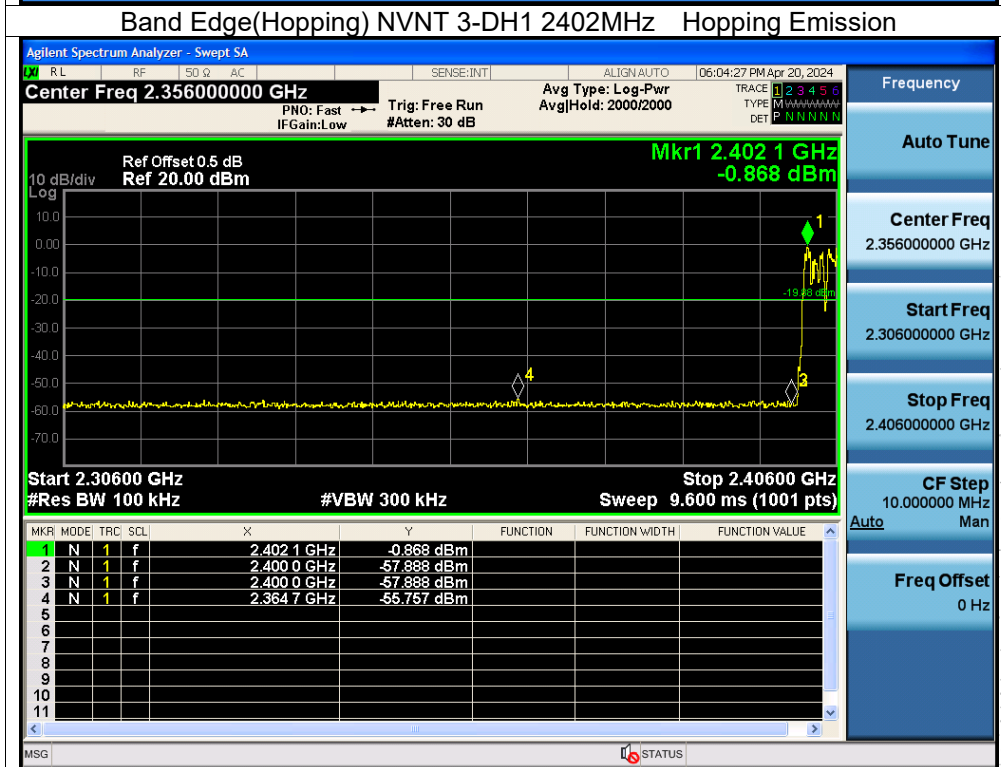 Band Edge(Hopping) NVNT 3-DH1 2402MHz Hopping Emission
Agilent Spectrum Analyzer - Swept SA
LXI RL RF 50 Ω AC SENSE:INT ALIGN AUTO 06:04:27 PM Apr 20, 2024
Center Freq 2.356000000 GHz
PNO: Fast
IFGain:Low
Trig: Free Run
#Atten: 30 dB
Avg Type: Log-Pwr
Avg|Hold: 2000/2000
TRACE 1 2 3 4 5 6
TYPE M
DET P N N N N N
Mkr1 2.402 1 GHz
-0.868 dBm
Ref Offset 0.5 dB
10 dB/div Ref 20.00 dBm
Log
10.0
0.00
-10.0
-20.0
-30.0
-40.0
-50.0
-60.0
-70.0
1
4
3
Start 2.30600 GHz Stop 2.40600 GHz
#Res BW 100 kHz #VBW 300 kHz Sweep 9.600 ms (1001 pts)
MKR MODE TRC SCL X Y FUNCTION FUNCTION WIDTH FUNCTION VALUE
1 N 1 f 2.402 1 GHz -0.868 dBm
2 N 1 f 2.400 0 GHz -57.888 dBm
3 N 1 f 2.400 0 GHz -57.888 dBm
4 N 1 f 2.364 7 GHz -55.757 dBm
5
6
7
8
9
10
11
MSG STATUS
Frequency
Auto Tune
Center Freq
2.356000000 GHz
Start Freq
2.306000000 GHz
Stop Freq
2.406000000 GHz
CF Step
10.000000 MHz
Auto Man
Freq Offset
0 Hz